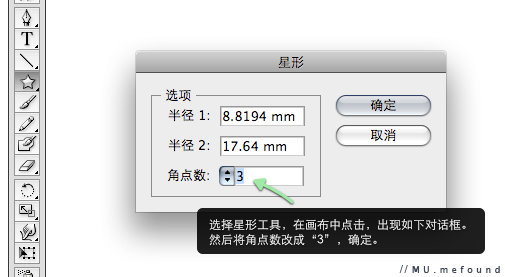 T
星形
选项
半径 1: 8.8194 mm
确定
半径 2: 17.64 mm
取消
角点数: 3
选择星形工具，在画布中点击，出现如下对话框。
然后将角点数改成“3”，确定。
// MU.mefound